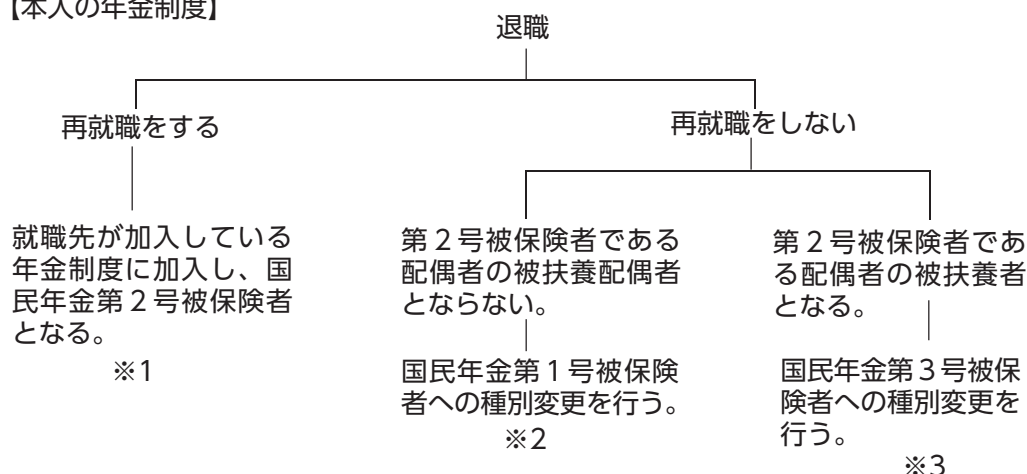 【本人の年金制度】
退職
再就職をする
再就職をしない
就職先が加入している
年金制度に加入し、国
民年金第２号被保険者
となる。
※1
第２号被保険者である
配偶者の被扶養配偶者
とならない。
国民年金第１号被保険
者への種別変更を行う。
※2
第２号被保険者であ
る配偶者の被扶養者
となる。
国民年金第３号被保
険者への種別変更を
行う。
※3